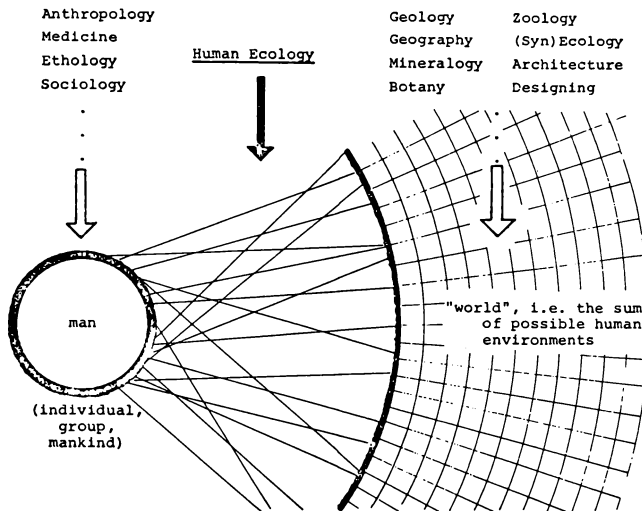 Anthropology
Medicine
Ethology
Sociology
Human Ecology
Geology
Geography
Mineralogy
Botany
Zoology
(Syn)Ecology
Architecture
Designing
man
(individual,
group,
mankind)
"world", i.e. the sum
of possible human
environments